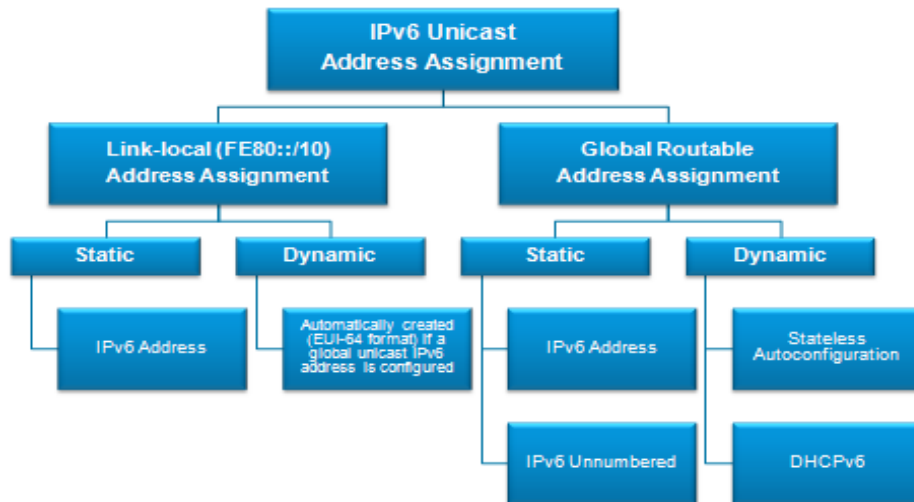 IPv6 Unicast
Address Assignment
Link-local (FE80::/10)
Address Assignment
Global Routable
Address Assignment
Static
Dynamic
Static
Dynamic
IPv6 Address
Automatically created
(EUI-64 format) if a
global unicast IPv6
address is configured
IPv6 Address
Stateless
Autoconfiguration
IPv6 Unnumbered
DHCPv6